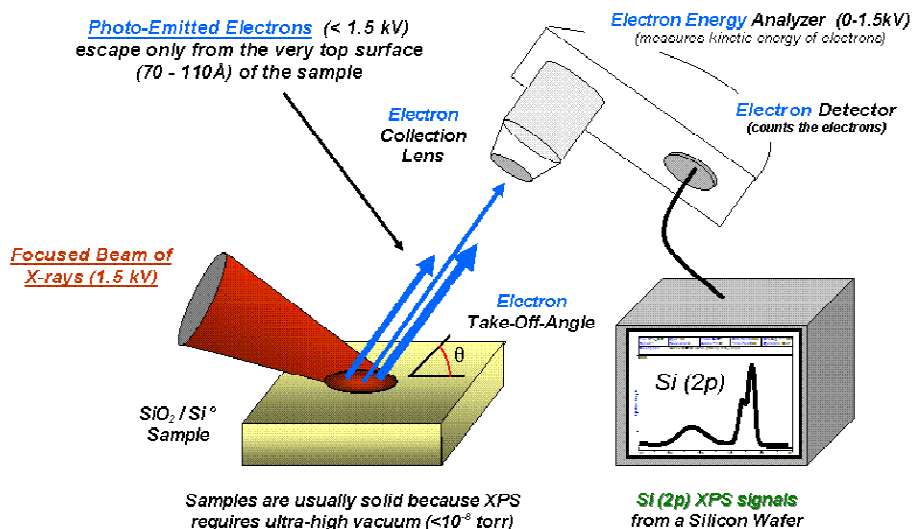 Photo-Emitted Electrons (< 1.5 kV)
escape only from the very top surface
(70 - 110Å) of the sample
Electron Energy Analyzer (0-1.5kV)
(measures kinetic energy of electrons)
Electron
Collection
Lens
Electron Detector
(counts the electrons)
Focused Beam of
X-rays (1.5 kV)
Electron
Take-Off-Angle
θ
SiO₂ / Si°
Sample
Si (2p)
Samples are usually solid because XPS
requires ultra-high vacuum (<10⁻⁸ torr)
Si (2p) XPS signals
from a Silicon Wafer